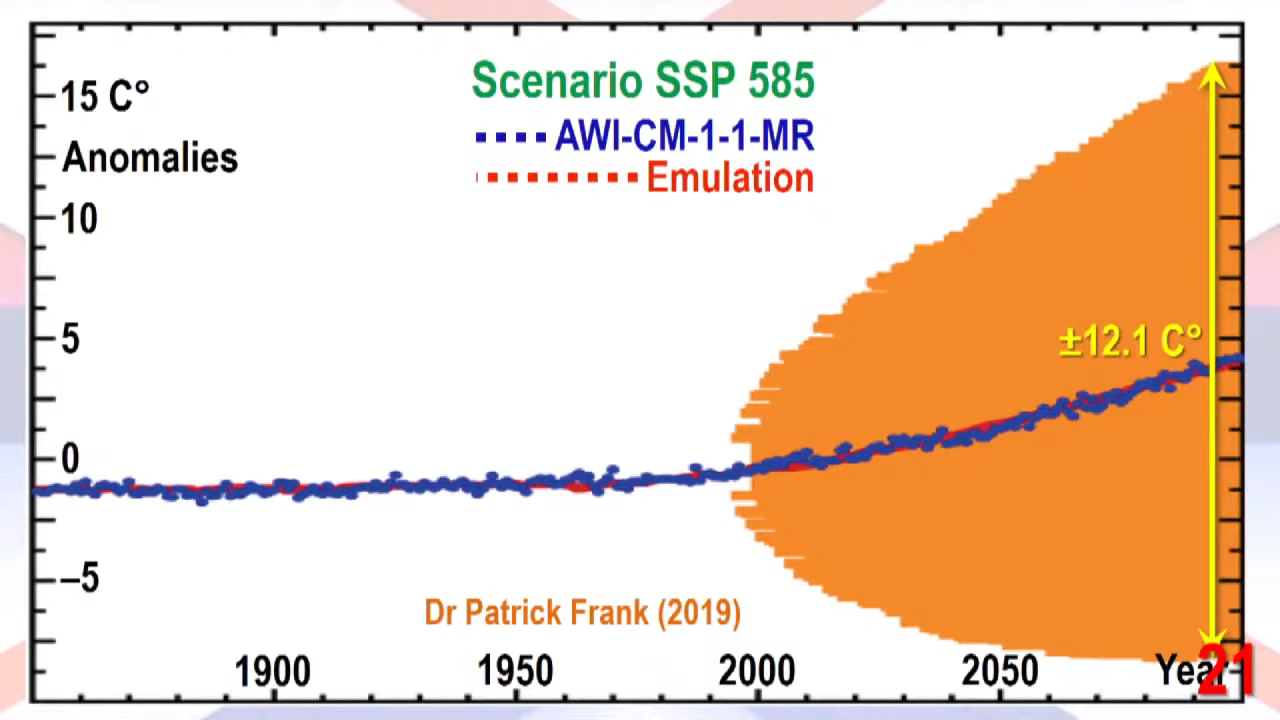 Scenario SSP 585
AWI-CM-1-1-MR
Emulation
15 C°
Anomalies
10
5
0
–5
±12.1 C°
Dr Patrick Frank (2019)
1900
1950
2000
2050
Year
21